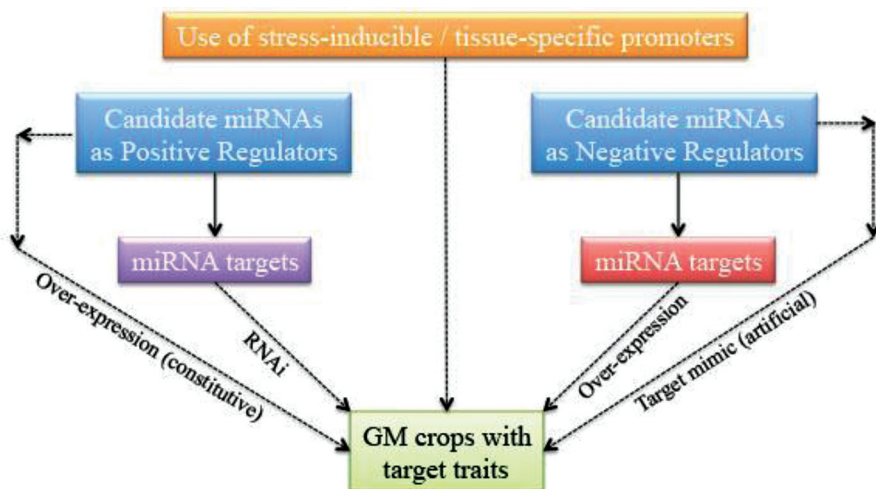 Use of stress-inducible / tissue-specific promoters
Candidate miRNAs
as Positive Regulators
Candidate miRNAs
as Negative Regulators
miRNA targets
miRNA targets
Over-expression (constitutive)
RNAi
Over-expression
Target mimic (artificial)
GM crops with
target traits